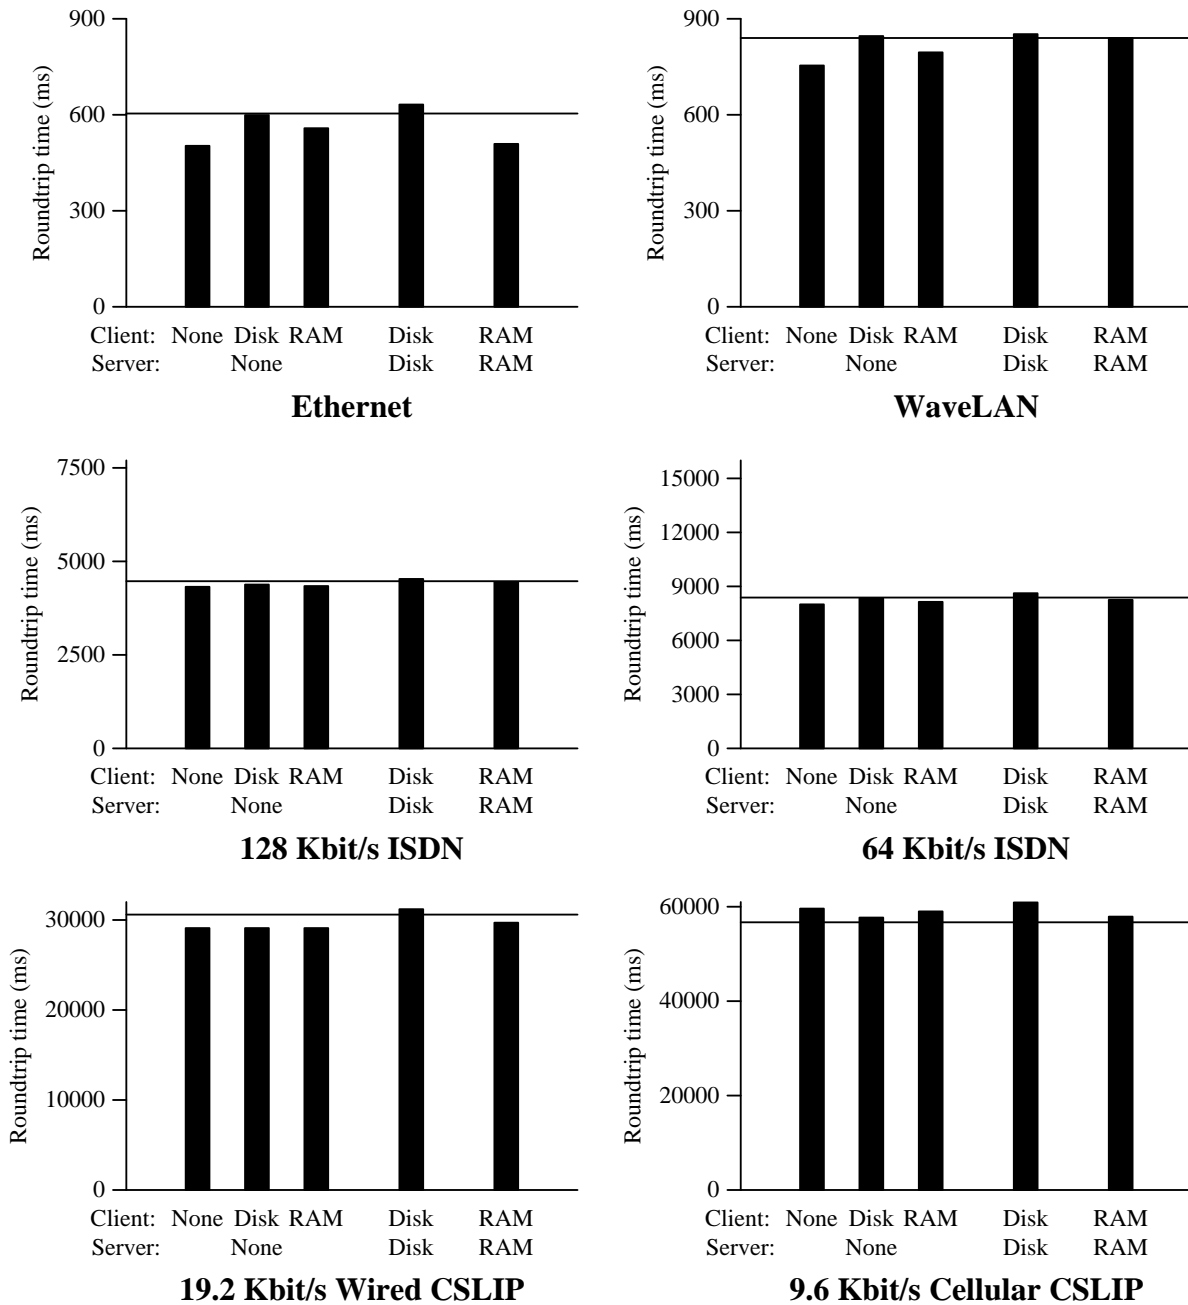 900
600
300
0
Roundtrip time (ms)
Client: None Disk RAM Disk RAM
Server: None Disk RAM
Ethernet
900
600
300
0
Roundtrip time (ms)
Client: None Disk RAM Disk RAM
Server: None Disk RAM
WaveLAN
7500
5000
2500
0
Roundtrip time (ms)
Client: None Disk RAM Disk RAM
Server: None Disk RAM
128 Kbit/s ISDN
15000
12000
9000
6000
3000
0
Roundtrip time (ms)
Client: None Disk RAM Disk RAM
Server: None Disk RAM
64 Kbit/s ISDN
30000
20000
10000
0
Roundtrip time (ms)
Client: None Disk RAM Disk RAM
Server: None Disk RAM
19.2 Kbit/s Wired CSLIP
60000
40000
20000
0
Roundtrip time (ms)
Client: None Disk RAM Disk RAM
Server: None Disk RAM
9.6 Kbit/s Cellular CSLIP